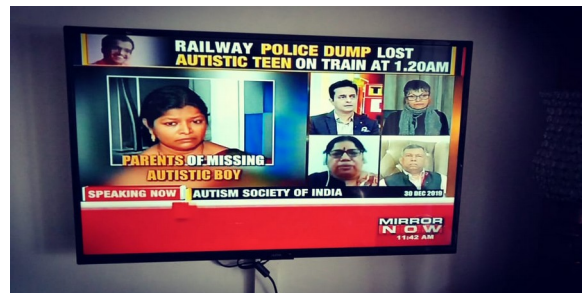 RAILWAY POLICE DUMP LOST
AUTISTIC TEEN ON TRAIN AT 1.20AM
PARENTS OF MISSING
AUTISTIC BOY
SPEAKING NOW
AUTISM SOCIETY OF INDIA
30 DEC 2019
MIRROR
NOW
11:42 AM